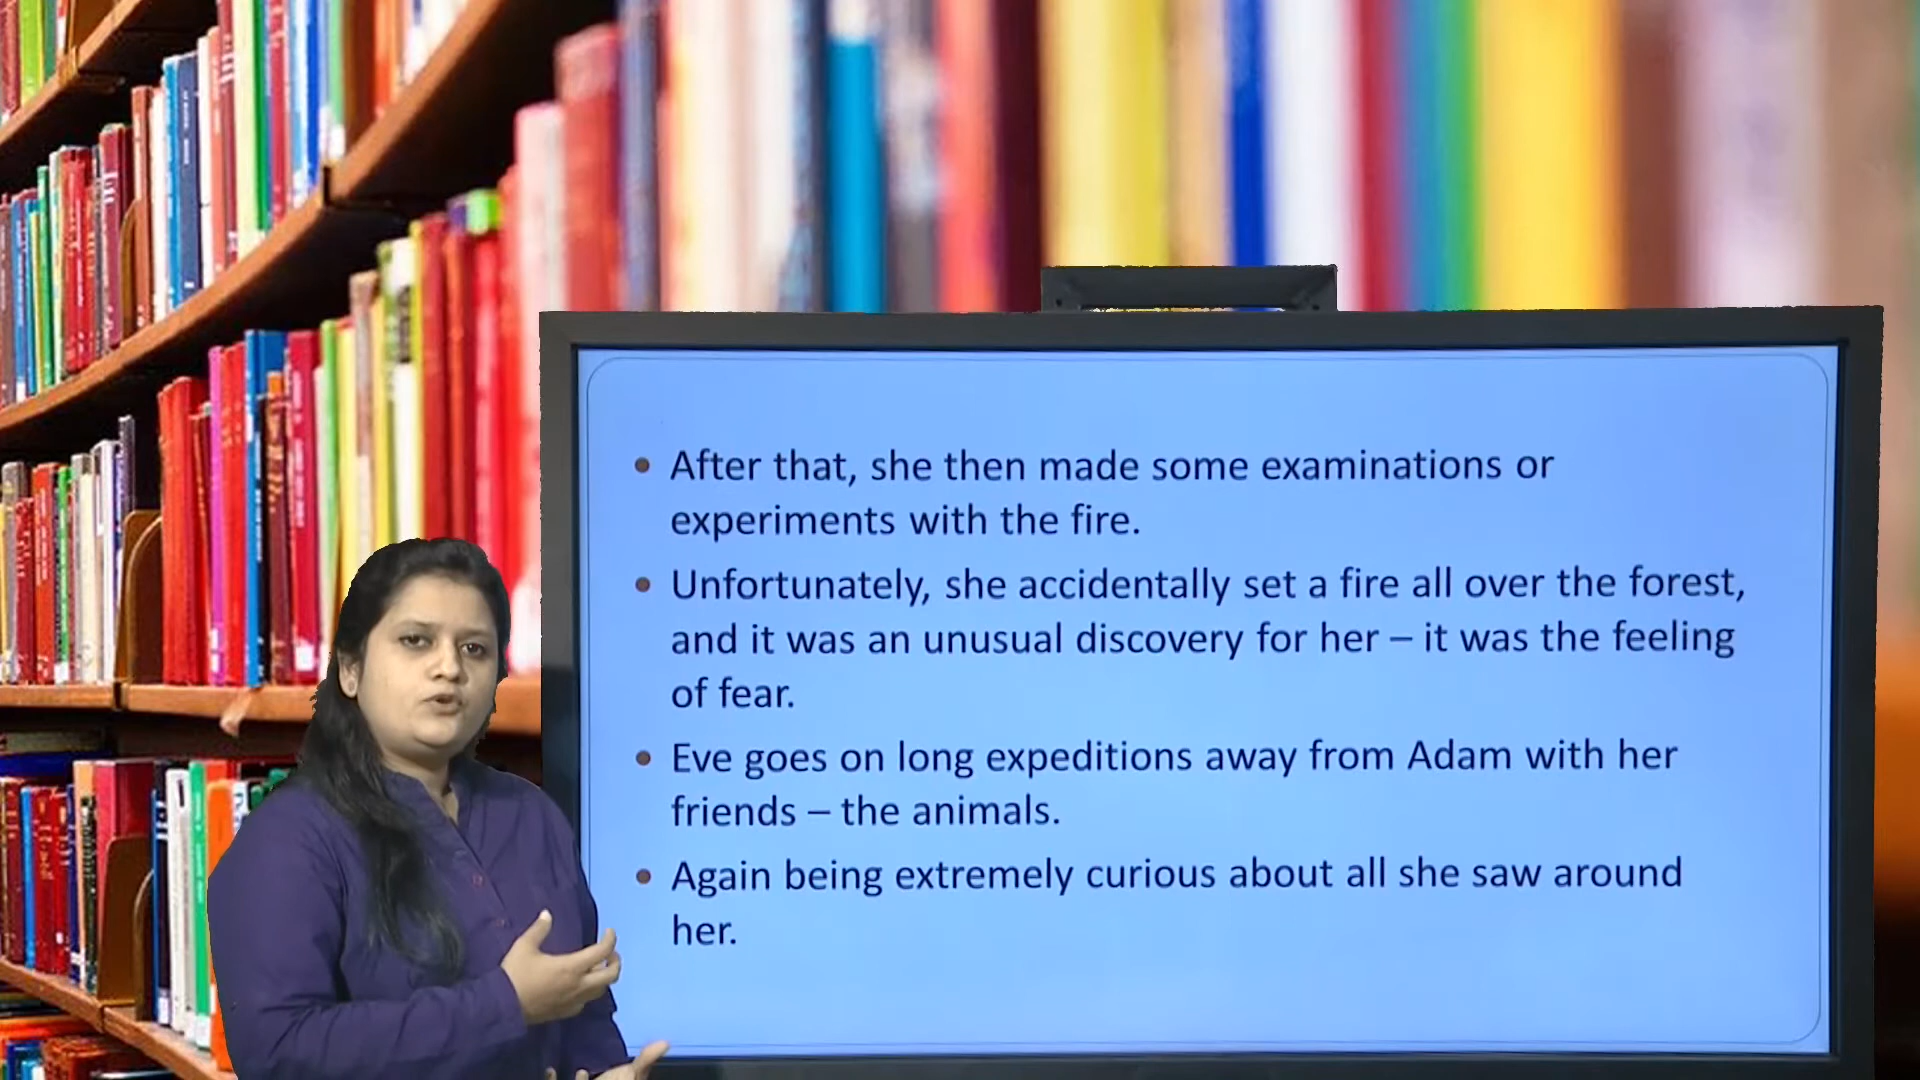 • After that, she then made some examinations or
experiments with the fire.
• Unfortunately, she accidentally set a fire all over the forest,
and it was an unusual discovery for her – it was the feeling
of fear.
• Eve goes on long expeditions away from Adam with her
friends – the animals.
• Again being extremely curious about all she saw around
her.